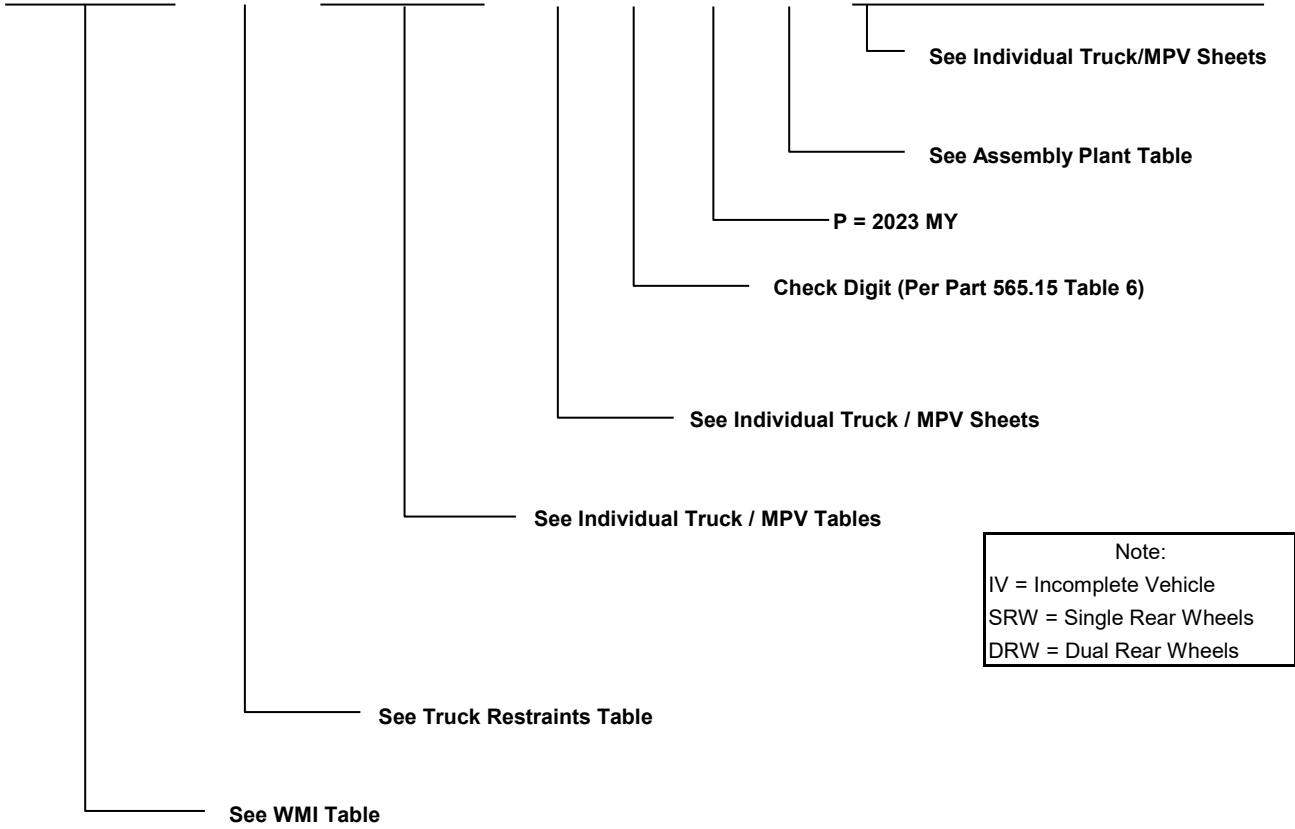 See Individual Truck/MPV Sheets
See Assembly Plant Table
P = 2023 MY
Check Digit (Per Part 565.15 Table 6)
See Individual Truck / MPV Sheets
See Individual Truck / MPV Tables
Note:
IV = Incomplete Vehicle
SRW = Single Rear Wheels
DRW = Dual Rear Wheels
See Truck Restraints Table
See WMI Table